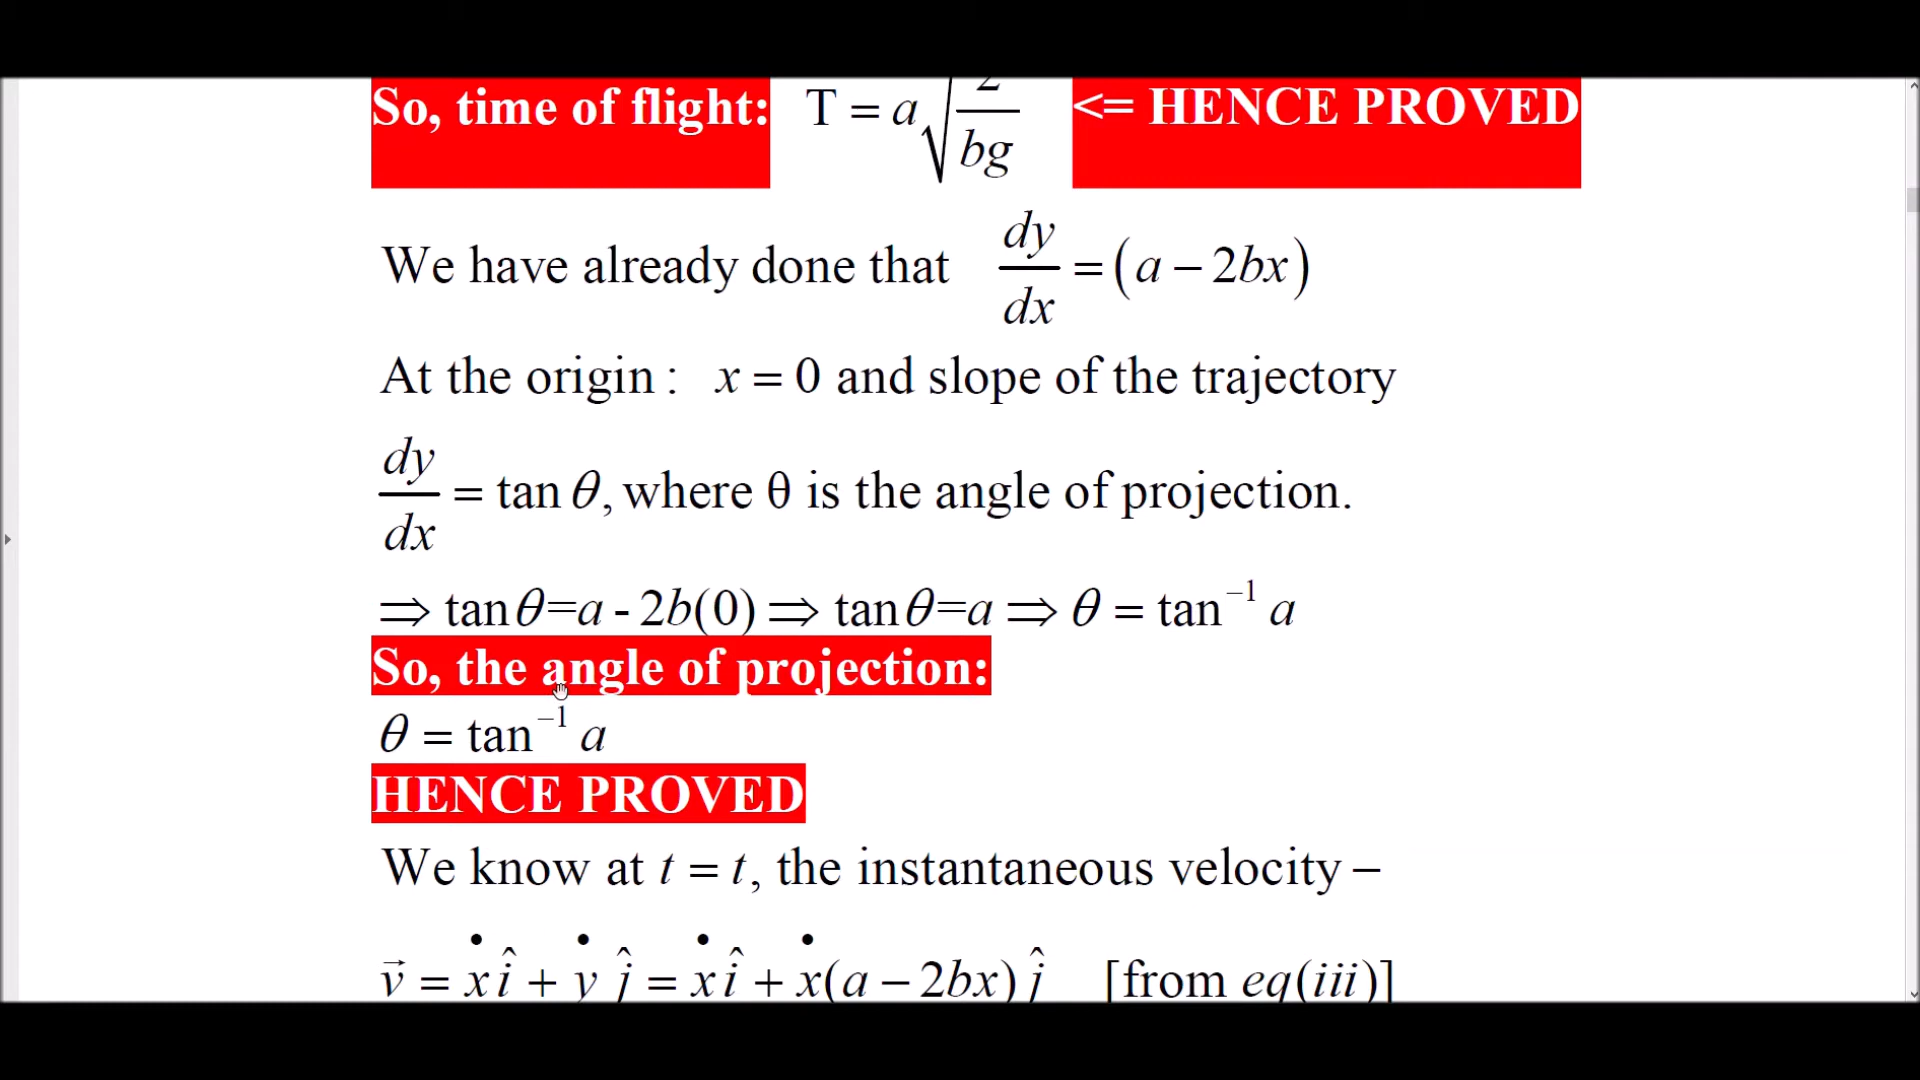 So, time of flight: T = a√(2/bg) <= HENCE PROVED
We have already done that dy/dx = (a − 2bx)
At the origin : x = 0 and slope of the trajectory
dy/dx = tan θ, where θ is the angle of projection.
⇒ tan θ=a - 2b(0) ⇒ tan θ=a ⇒ θ = tan⁻¹ a
So, the angle of projection:
θ = tan⁻¹ a
HENCE PROVED
We know at t = t, the instantaneous velocity –
v⃗ = ẋ î + ẏ ĵ = ẋ î + ẋ(a − 2bx) ĵ [from eq(iii)]